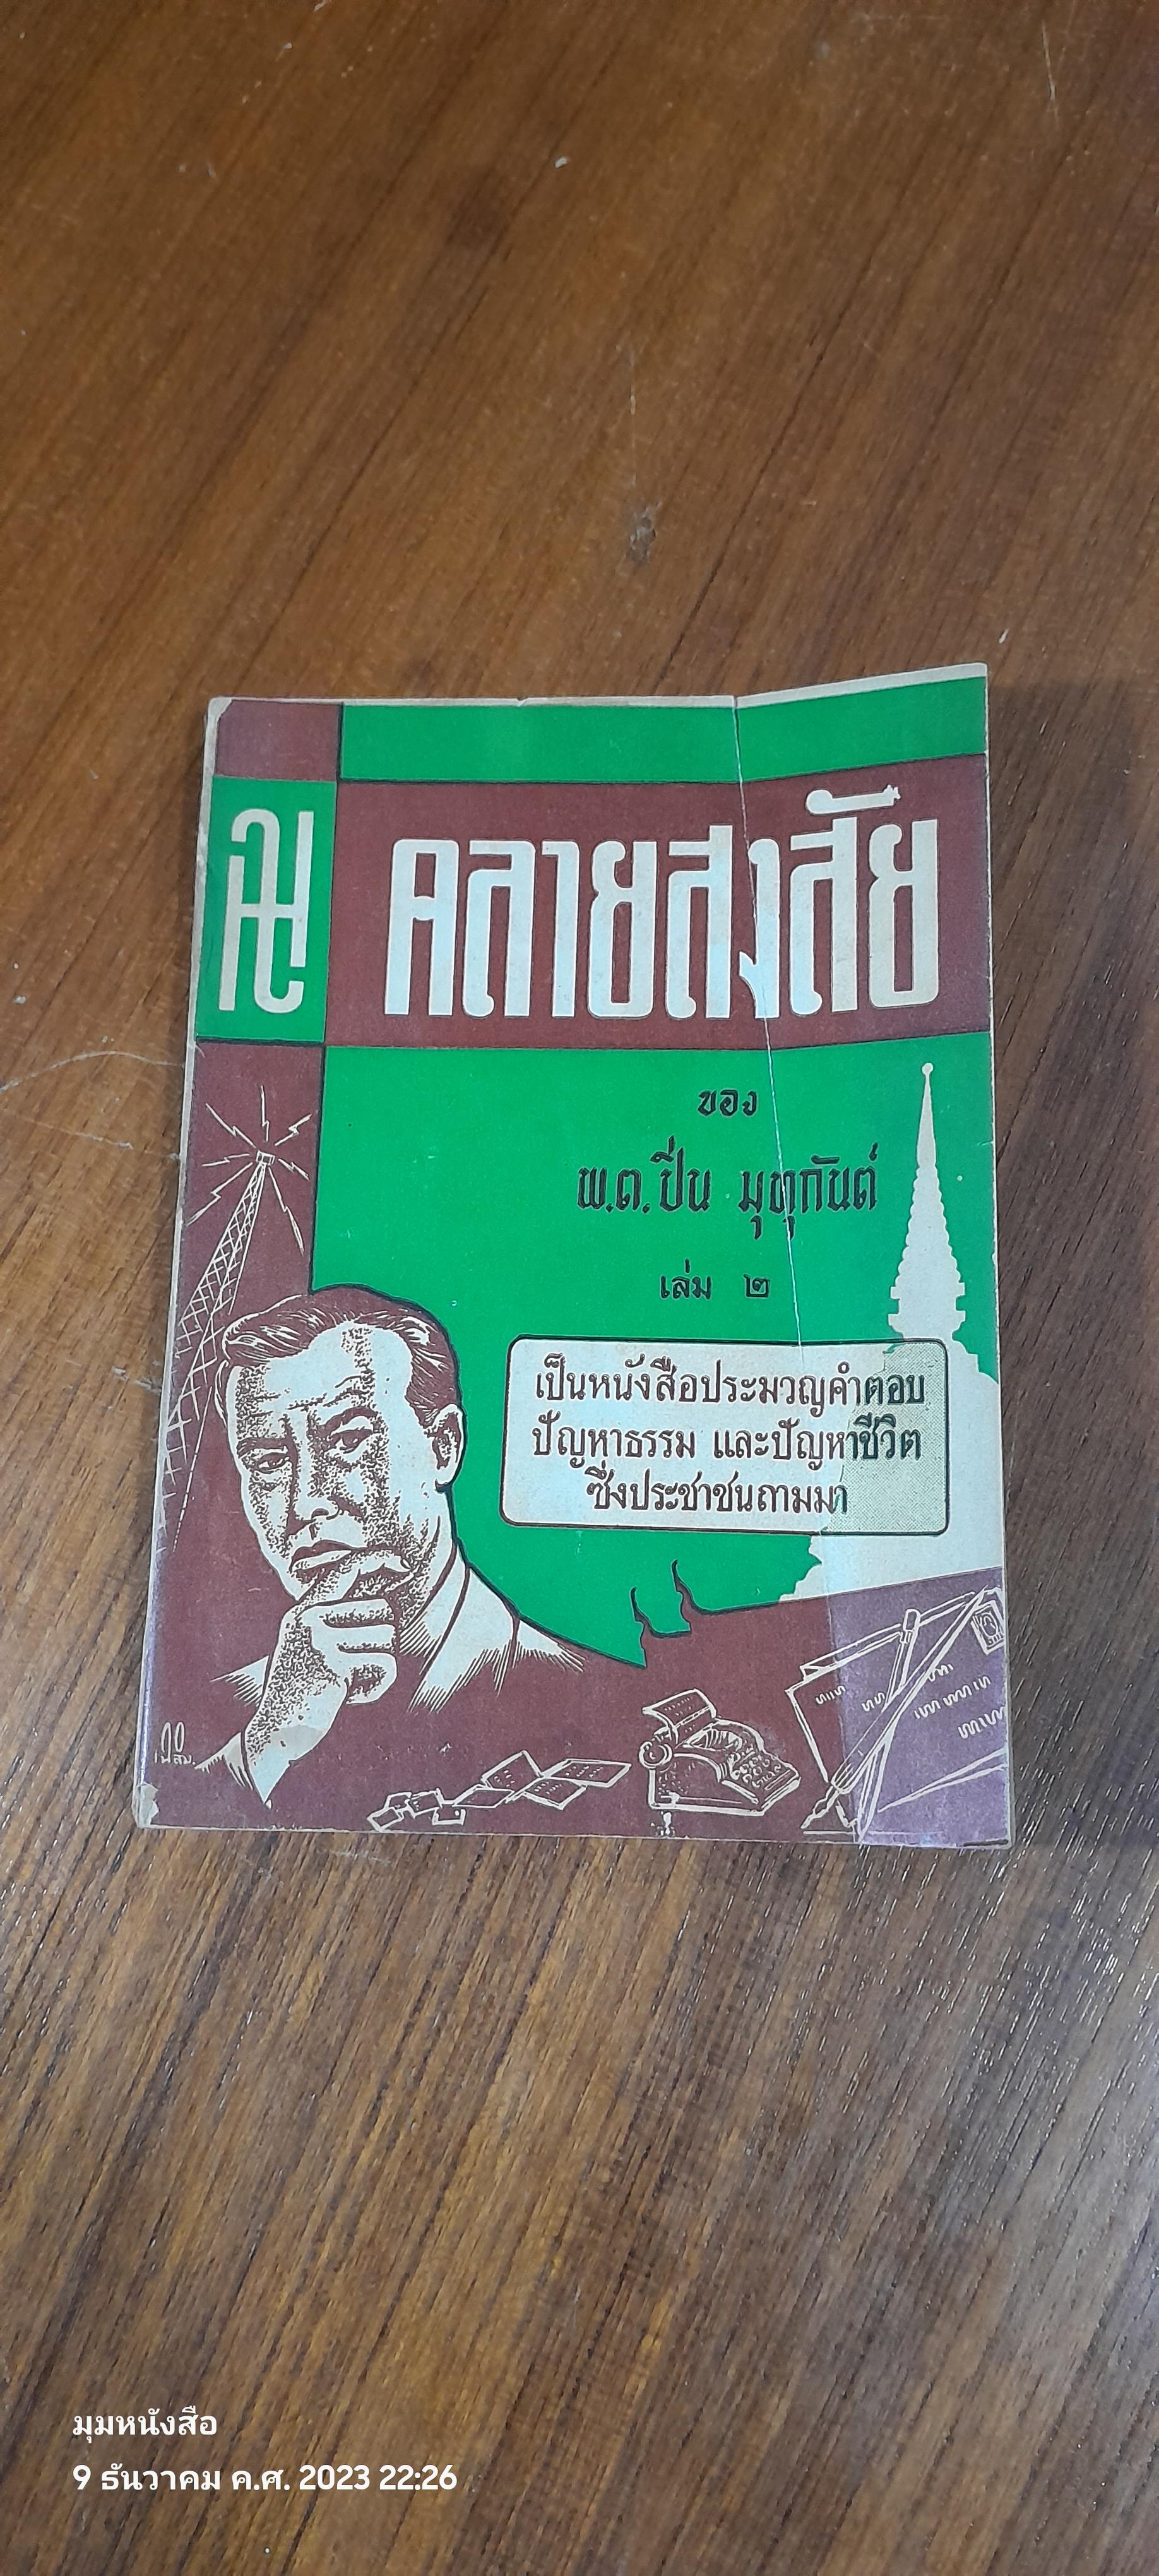 มุม คลายสงสัย
ของ
พ.ต.ปิ่น มุทุกันต์
เล่ม ๒
เป็นหนังสือประมวญคำตอบ
ปัญหาธรรม และปัญหาชีวิต
ซึ่งประชาชนถามมา
มุมหนังสือ
9 ธันวาคม ค.ศ. 2023 22:26